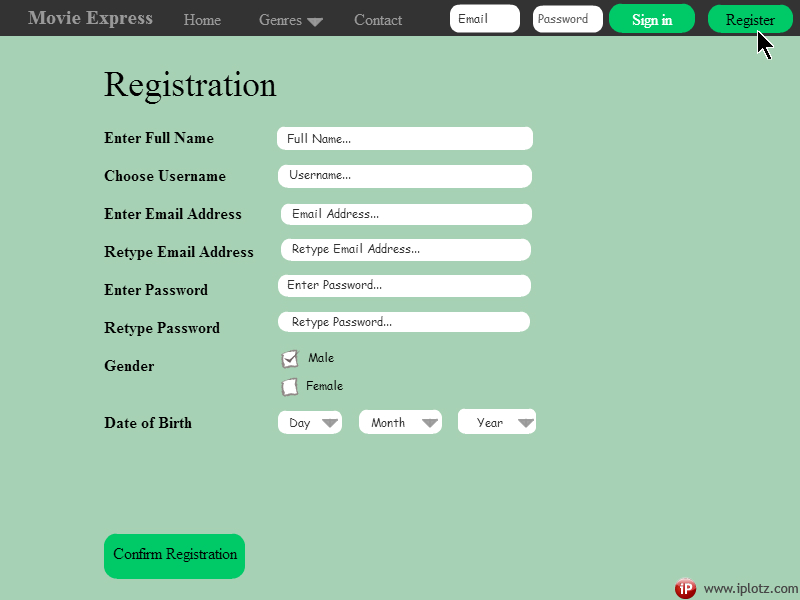 Movie Express Home Genres Contact Email Password Sign in Register
Registration
Enter Full Name Full Name...
Choose Username Username...
Enter Email Address Email Address...
Retype Email Address Retype Email Address...
Enter Password Enter Password...
Retype Password Retype Password...
Gender Male
Female
Date of Birth Day Month Year
Confirm Registration
iP www.iplotz.com